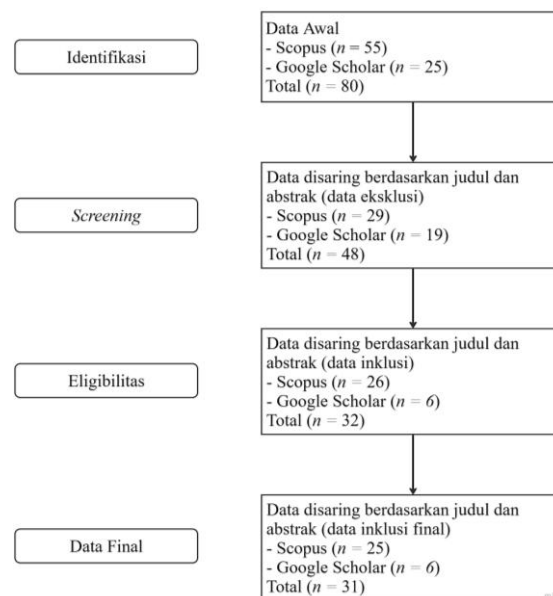 Identifikasi
Data Awal
- Scopus (n = 55)
- Google Scholar (n = 25)
Total (n = 80)
Screening
Data disaring berdasarkan judul dan
abstrak (data eksklusi)
- Scopus (n = 29)
- Google Scholar (n = 19)
Total (n = 48)
Eligibilitas
Data disaring berdasarkan judul dan
abstrak (data inklusi)
- Scopus (n = 26)
- Google Scholar (n = 6)
Total (n = 32)
Data Final
Data disaring berdasarkan judul dan
abstrak (data inklusi final)
- Scopus (n = 25)
- Google Scholar (n = 6)
Total (n = 31)